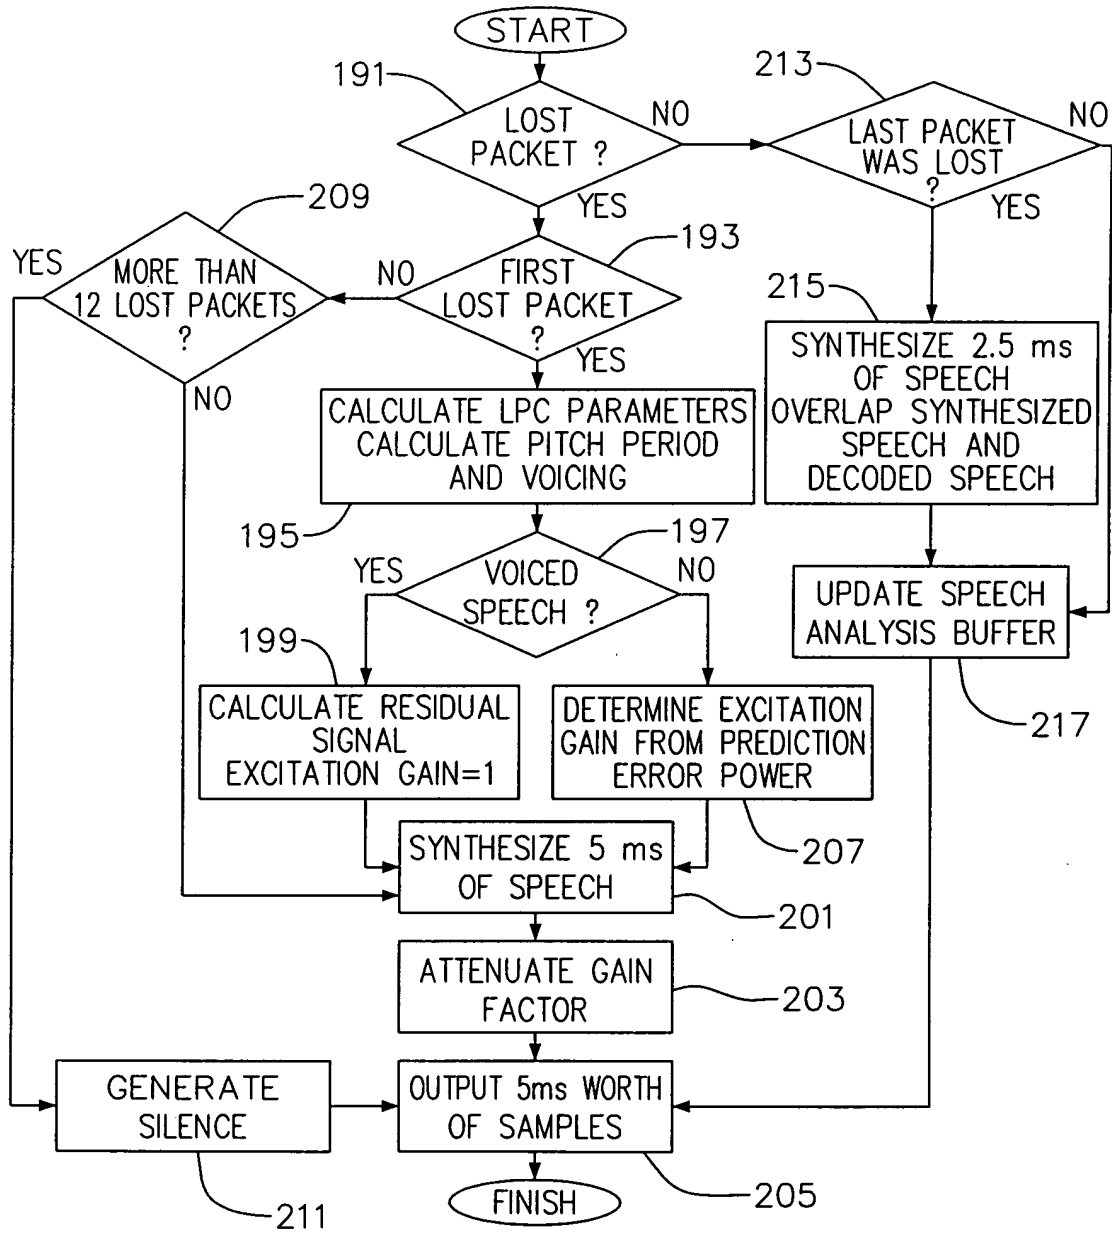 START
191
LOST
PACKET ?
NO
YES
213
LAST PACKET
WAS LOST
?
NO
YES
209
MORE THAN
12 LOST PACKETS
?
YES
NO
193
FIRST
LOST PACKET
?
NO
YES
215
SYNTHESIZE 2.5 ms
OF SPEECH
OVERLAP SYNTHESIZED
SPEECH AND
DECODED SPEECH
CALCULATE LPC PARAMETERS
CALCULATE PITCH PERIOD
AND VOICING
195
197
VOICED
SPEECH ?
YES
NO
UPDATE SPEECH
ANALYSIS BUFFER
217
199
CALCULATE RESIDUAL
SIGNAL
EXCITATION GAIN=1
DETERMINE EXCITATION
GAIN FROM PREDICTION
ERROR POWER
207
SYNTHESIZE 5 ms
OF SPEECH
201
ATTENUATE GAIN
FACTOR
203
GENERATE
SILENCE
211
OUTPUT 5ms WORTH
OF SAMPLES
205
FINISH